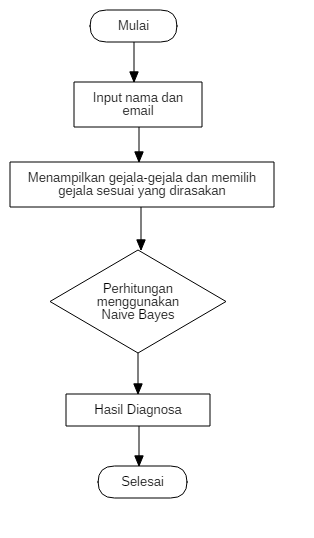 Mulai
Input nama dan
email
Menampilkan gejala-gejala dan memilih
gejala sesuai yang dirasakan
Perhitungan
menggunakan
Naive Bayes
Hasil Diagnosa
Selesai